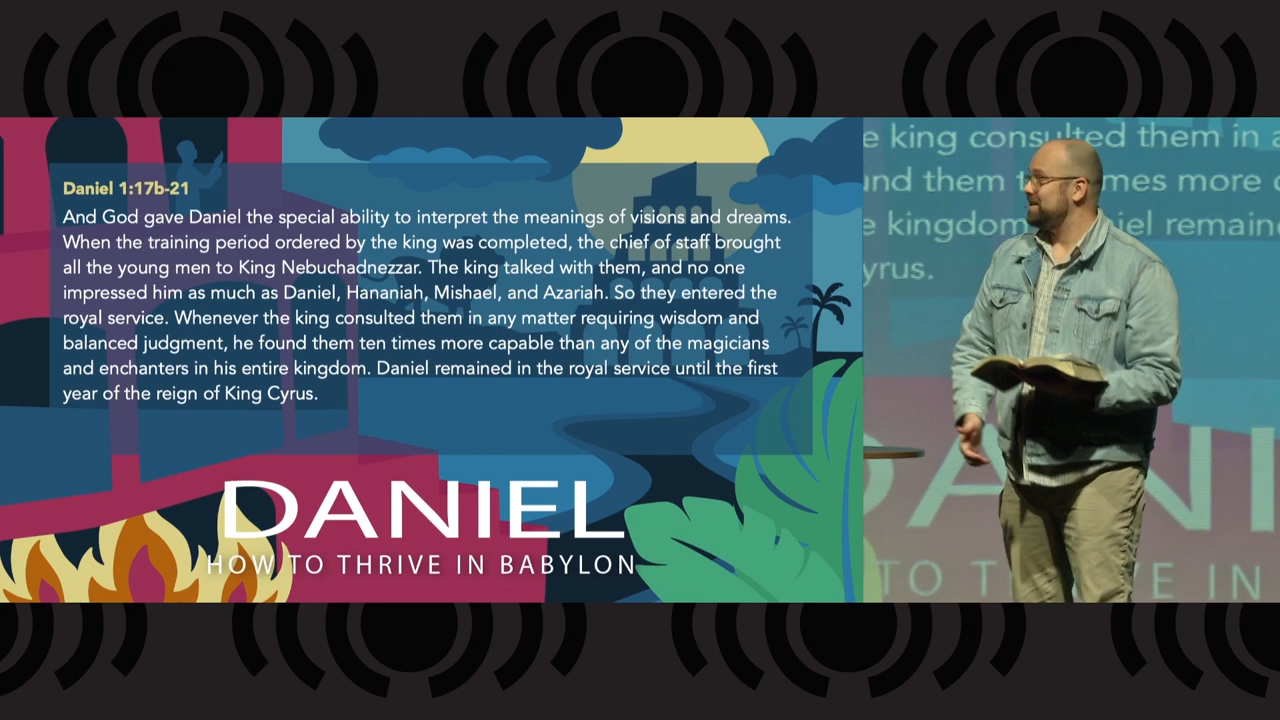 Daniel 1:17b-21
And God gave Daniel the special ability to interpret the meanings of visions and dreams.
When the training period ordered by the king was completed, the chief of staff brought
all the young men to King Nebuchadnezzar. The king talked with them, and no one
impressed him as much as Daniel, Hananiah, Mishael, and Azariah. So they entered the
royal service. Whenever the king consulted them in any matter requiring wisdom and
balanced judgment, he found them ten times more capable than any of the magicians
and enchanters in his entire kingdom. Daniel remained in the royal service until the first
year of the reign of King Cyrus.
DANIEL
HOW TO THRIVE IN BABYLON
king consulted them in
them
more
kingdom
TO
IN